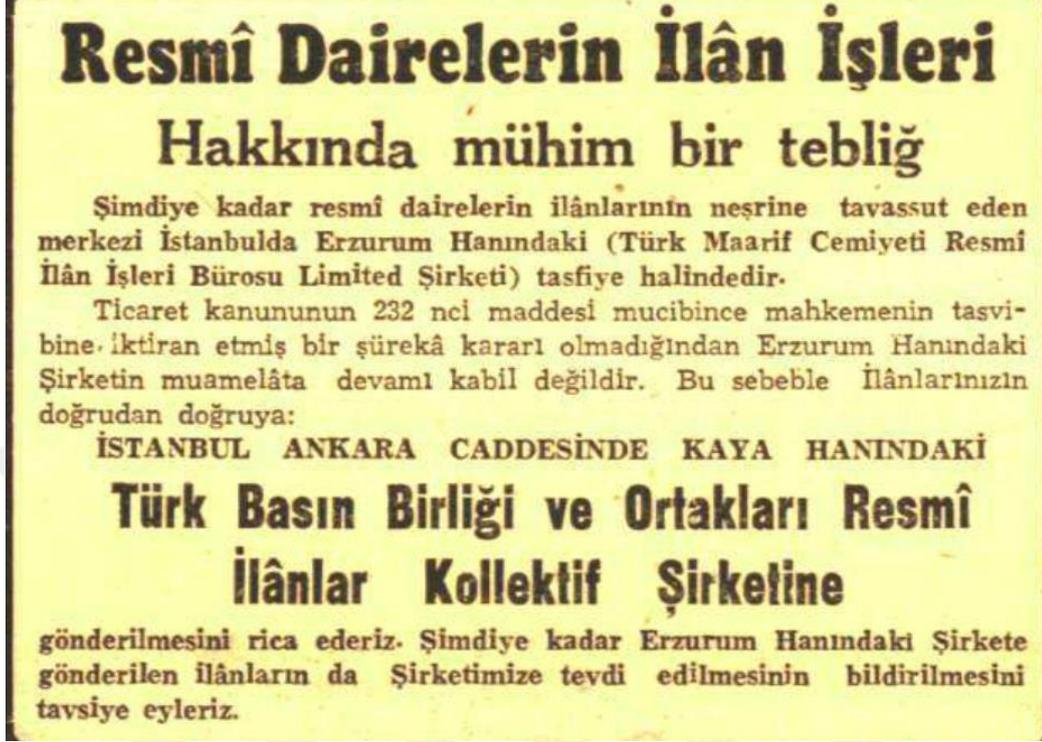 Resmî Dairelerin İlân İşleri
Hakkında mühim bir tebliğ
Şimdiye kadar resmî dairelerin ilânlarının neşrine tavassut eden
merkezi İstanbulda Erzurum Hanındaki (Türk Maarif Cemiyeti Resmî
İlân İşleri Bürosu Limited Şirketi) tasfiye halindedir.
Ticaret kanununun 232 nci maddesi mucibince mahkemenin tasvi-
bine iktiran etmiş bir şürekâ kararı olmadığından Erzurum Hanındaki
Şirketin muamelâta devamı kabil değildir. Bu sebeble İlânlarınızın
doğrudan doğruya:
İSTANBUL ANKARA CADDESİNDE KAYA HANINDAKİ
Türk Basın Birliği ve Ortakları Resmî
İlânlar Kollektif Şirketine
gönderilmesini rica ederiz. Şimdiye kadar Erzurum Hanındaki Şirkete
gönderilen ilânların da Şirketimize tevdi edilmesinin bildirilmesini
tavsiye eyleriz.